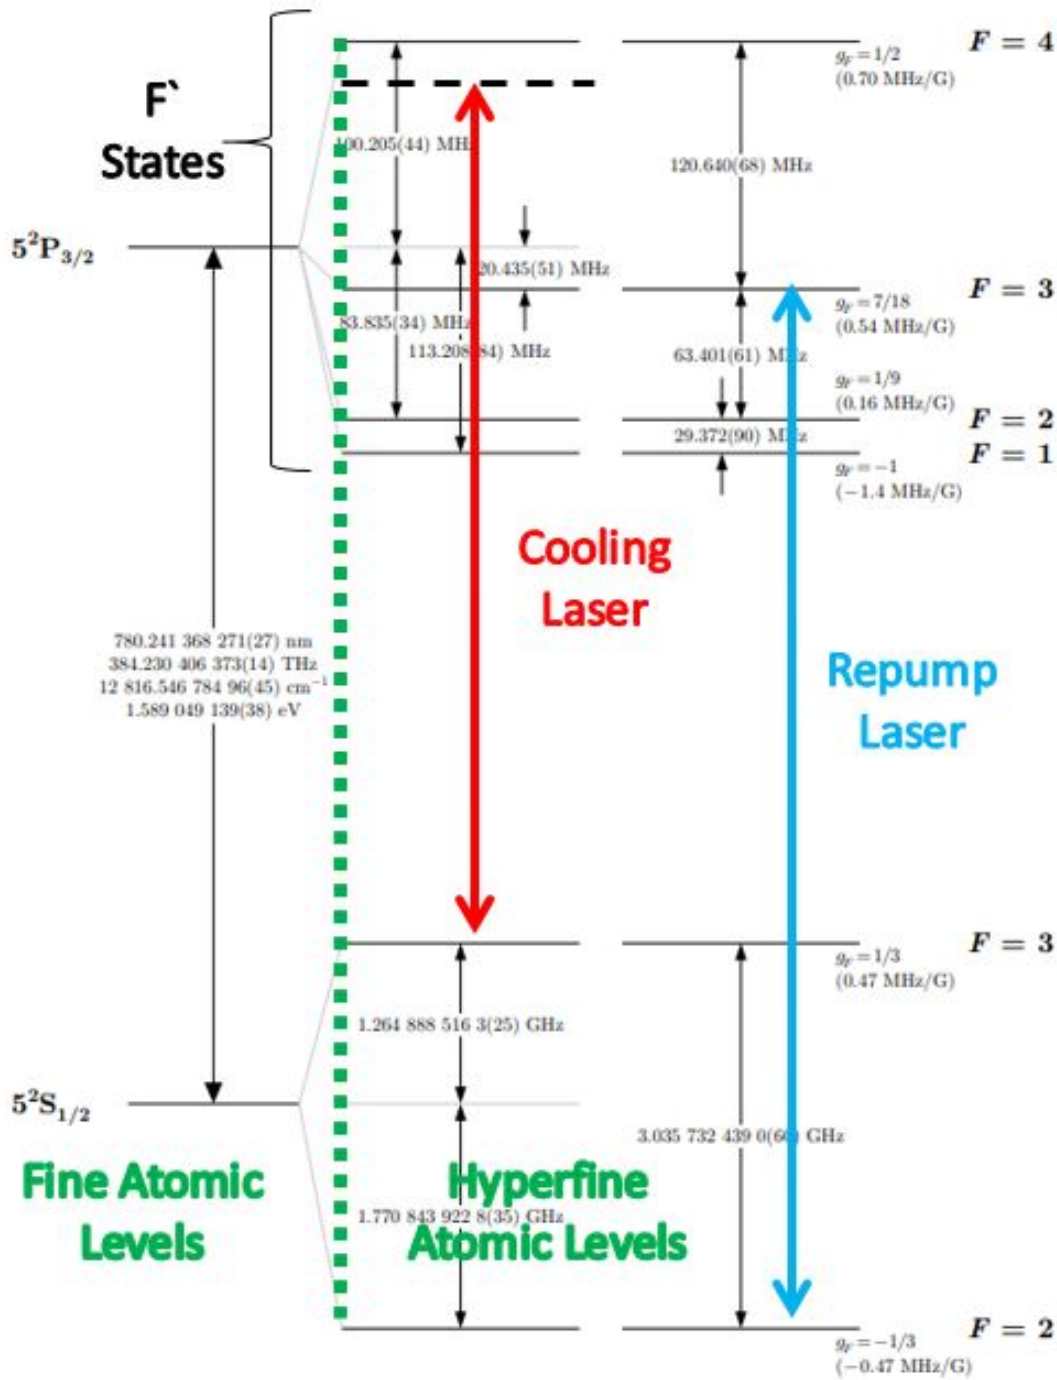 F = 4
g_F = 1/2
(0.70 MHz/G)
F`
States
100.205(44) MHz
120.640(68) MHz
5²P₃/₂
20.435(51) MHz
F = 3
g_F = 7/18
(0.54 MHz/G)
83.835(34) MHz
113.208(84) MHz
63.401(61) MHz
g_F = 1/9
(0.16 MHz/G)
F = 2
29.372(90) MHz
F = 1
g_F = −1
(−1.4 MHz/G)
Cooling
Laser
780.241 368 271(27) nm
384.230 406 373(14) THz
12 816.546 784 96(45) cm⁻¹
1.589 049 139(38) eV
Repump
Laser
F = 3
g_F = 1/3
(0.47 MHz/G)
1.264 888 516 3(25) GHz
5²S₁/₂
3.035 732 439 0(60) GHz
Fine Atomic
Levels
Hyperfine
1.770 843 922 8(35) GHz
Atomic Levels
F = 2
g_F = −1/3
(−0.47 MHz/G)